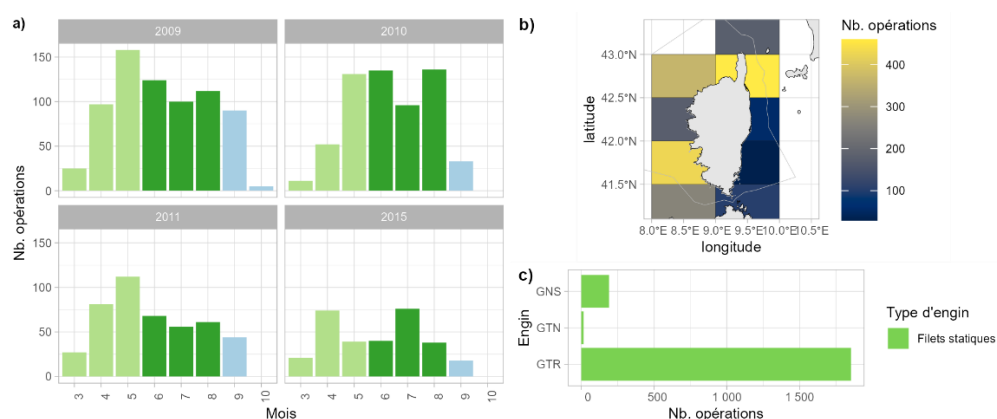 a)
2009
2010
150
100
50
0
2011
2015
150
100
50
0
3 4 5 6 7 8 9 10
3 4 5 6 7 8 9 10
Nb. opérations
Mois
b)
43.0°N
42.5°N
42.0°N
41.5°N
latitude
8.0°E 8.5°E 9.0°E 9.5°E 10.0°E 10.5°E
longitude
Nb. opérations
400
300
200
100
c)
GNS
GTN
GTR
Engin
0 500 1 000 1 500
Nb. opérations
Type d'engin
Filets statiques